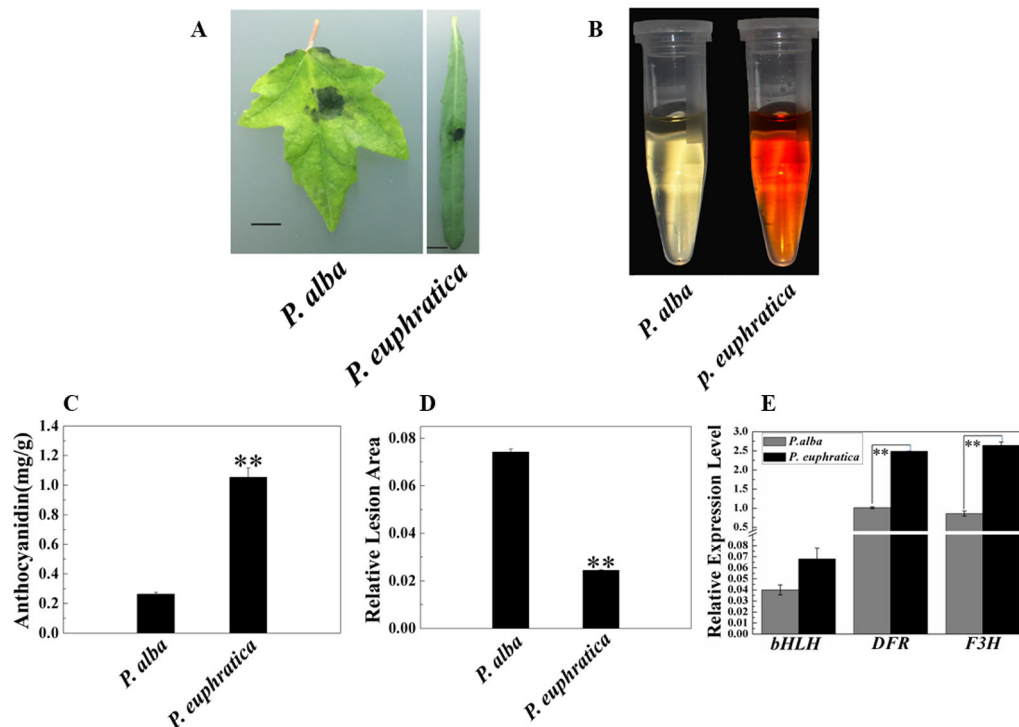 A
P. alba
P. euphratica
B
P. alba
p. euphratica
C
Anthocyanidin(mg/g)
1.4
1.2
1.0
0.8
0.6
0.4
0.2
0.0
**
P. alba
P. euphratica
D
Relative Lesion Area
0.08
0.06
0.04
0.02
0.00
**
P. alba
P. euphratica
E
Relative Expression Level
3.0
2.5
2.0
1.5
1.0
0.5
0.08
0.07
0.06
0.05
0.04
0.03
0.02
0.01
0.00
P.alba
P. euphratica
**
**
bHLH
DFR
F3H